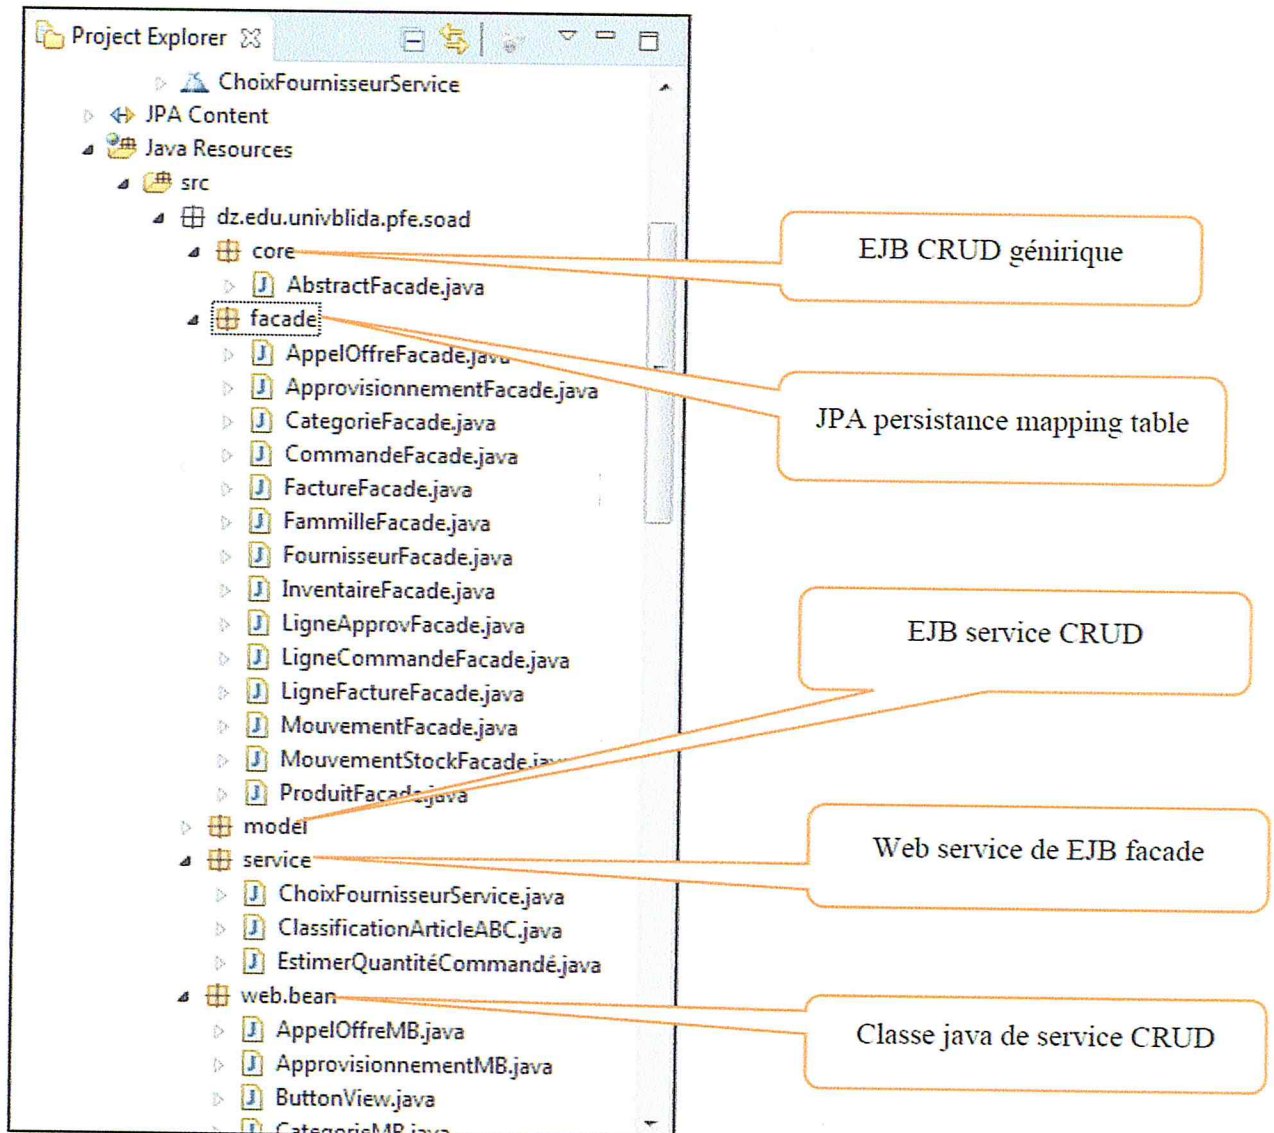 Project Explorer
ChoixFournisseurService
JPA Content
Java Resources
src
dz.edu.univblida.pfe.soad
core
AbstractFacade.java
facade
AppelOffreFacade.java
ApprovisionnementFacade.java
CategorieFacade.java
CommandeFacade.java
FactureFacade.java
FammilleFacade.java
FournisseurFacade.java
InventaireFacade.java
LigneApprovFacade.java
LigneCommandeFacade.java
LigneFactureFacade.java
MouvementFacade.java
MouvementStockFacade.java
ProduitFacade.java
model
service
ChoixFournisseurService.java
ClassificationArticleABC.java
EstimerQuantitéCommandé.java
web.bean
AppelOffreMB.java
ApprovisionnementMB.java
ButtonView.java
CategorieMB.java
EJB CRUD génirique
JPA persistance mapping table
EJB service CRUD
Web service de EJB facade
Classe java de service CRUD